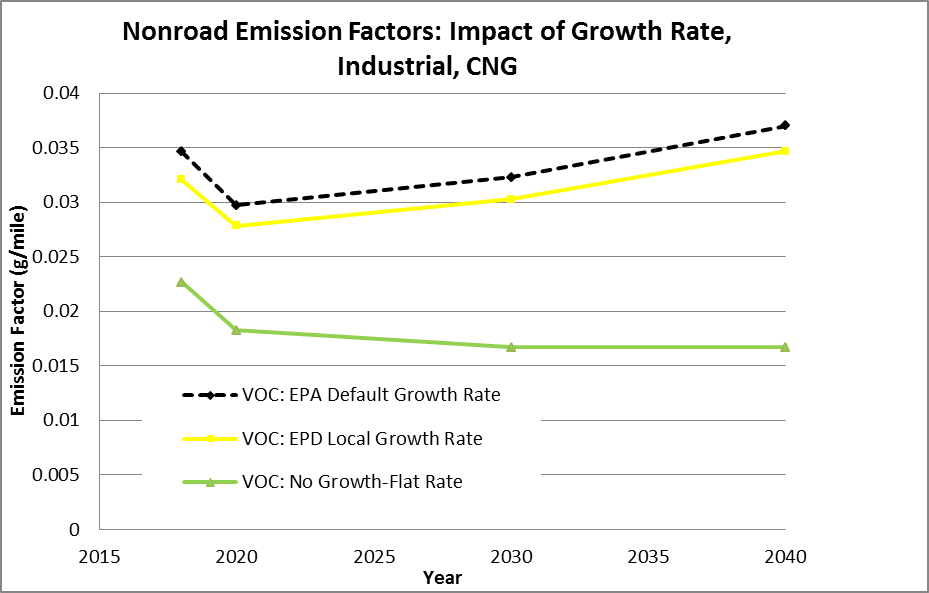 Nonroad Emission Factors: Impact of Growth Rate,
Industrial, CNG
0.04
0.035
0.03
0.025
0.02
0.015
0.01
0.005
0
Emission Factor (g/mile)
VOC: EPA Default Growth Rate
VOC: EPD Local Growth Rate
VOC: No Growth-Flat Rate
2015 2020 2025 2030 2035 2040
Year